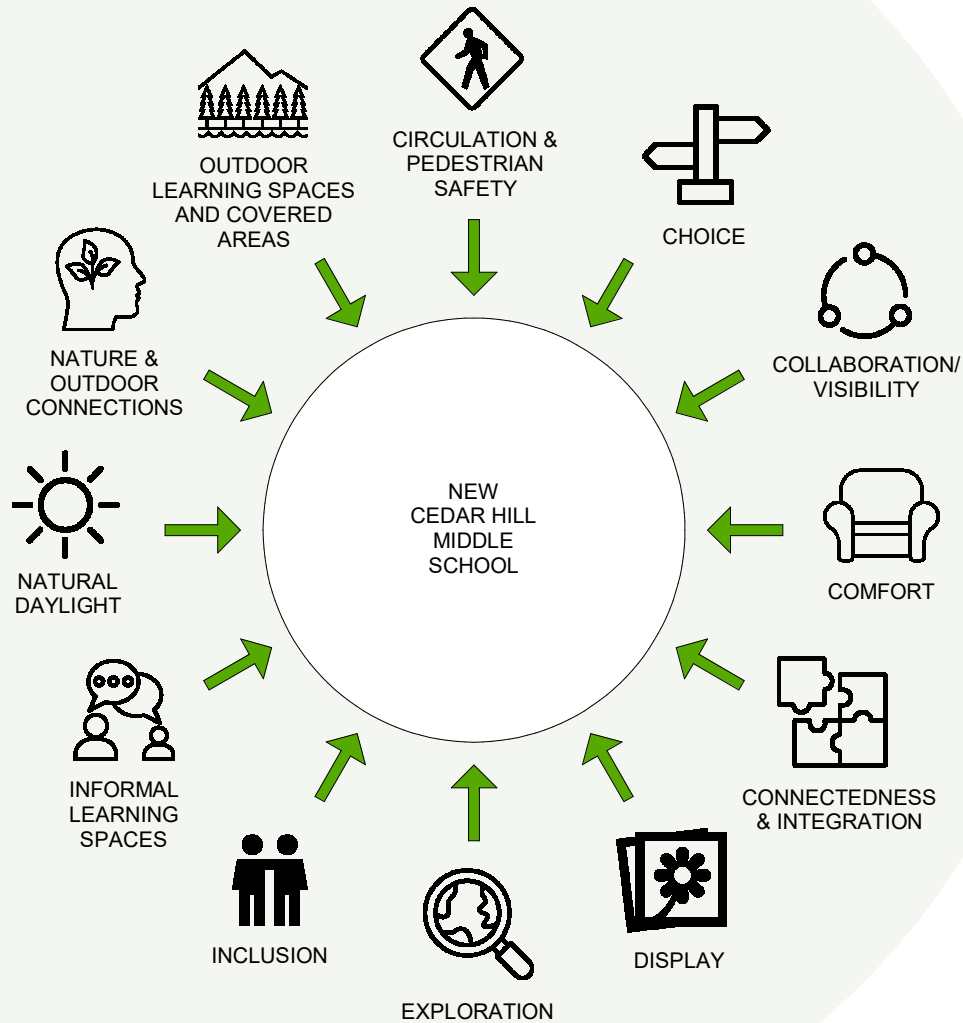 CIRCULATION &
PEDESTRIAN
SAFETY
CHOICE
COLLABORATION/
VISIBILITY
COMFORT
CONNECTEDNESS
& INTEGRATION
DISPLAY
EXPLORATION
INCLUSION
INFORMAL
LEARNING
SPACES
NATURAL
DAYLIGHT
NATURE &
OUTDOOR
CONNECTIONS
OUTDOOR
LEARNING SPACES
AND COVERED
AREAS
NEW
CEDAR HILL
MIDDLE
SCHOOL